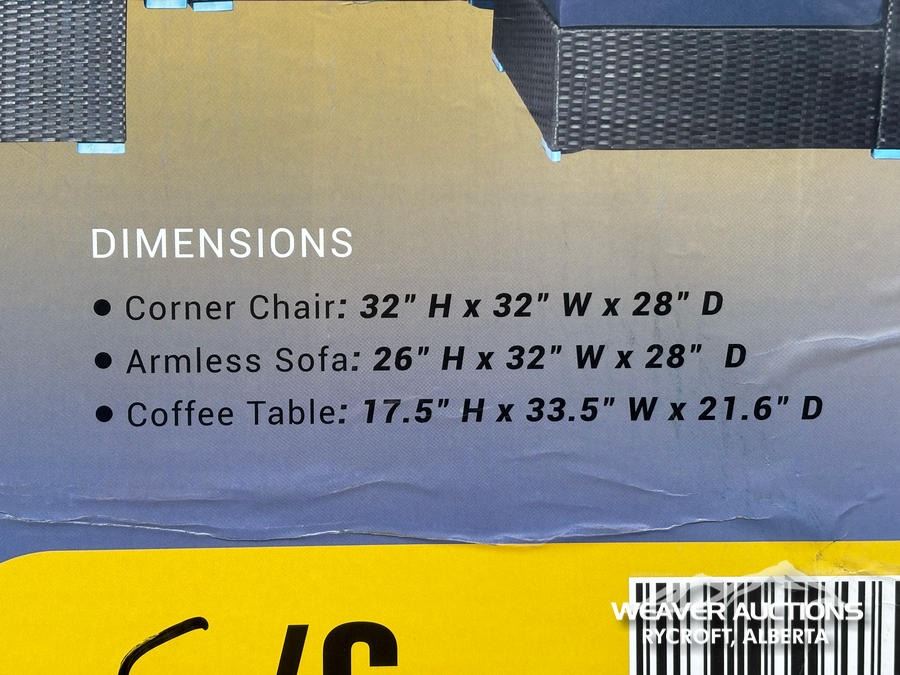 DIMENSIONS
● Corner Chair: 32” H x 32” W x 28” D
● Armless Sofa: 26” H x 32” W x 28” D
● Coffee Table: 17.5” H x 33.5” W x 21.6” D
WEAVER AUCTIONS
RYCROFT, ALBERTA